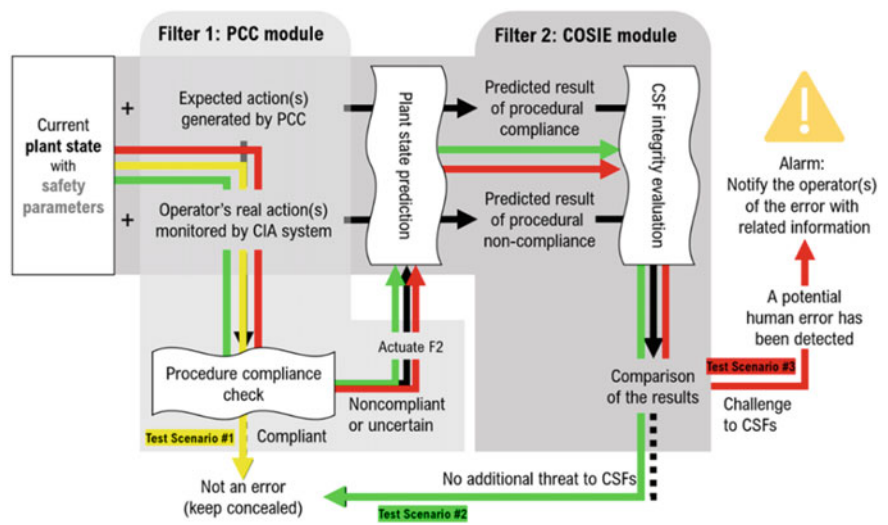 Filter 1: PCC module
Filter 2: COSIE module
Current
plant state
with
safety
parameters
+
Expected action(s)
generated by PCC
+
Operator's real action(s)
monitored by CIA system
Plant state prediction
Predicted result
of procedural
compliance
Predicted result
of procedural
non-compliance
CSF integrity evaluation
Alarm:
Notify the operator(s)
of the error with
related information
A potential
human error has
been detected
Actuate F2
Procedure compliance
check
Noncompliant
or uncertain
Comparison
of the results
Test Scenario #3
Challenge
to CSFs
Test Scenario #1
Compliant
Not an error
(keep concealed)
No additional threat to CSFs
Test Scenario #2